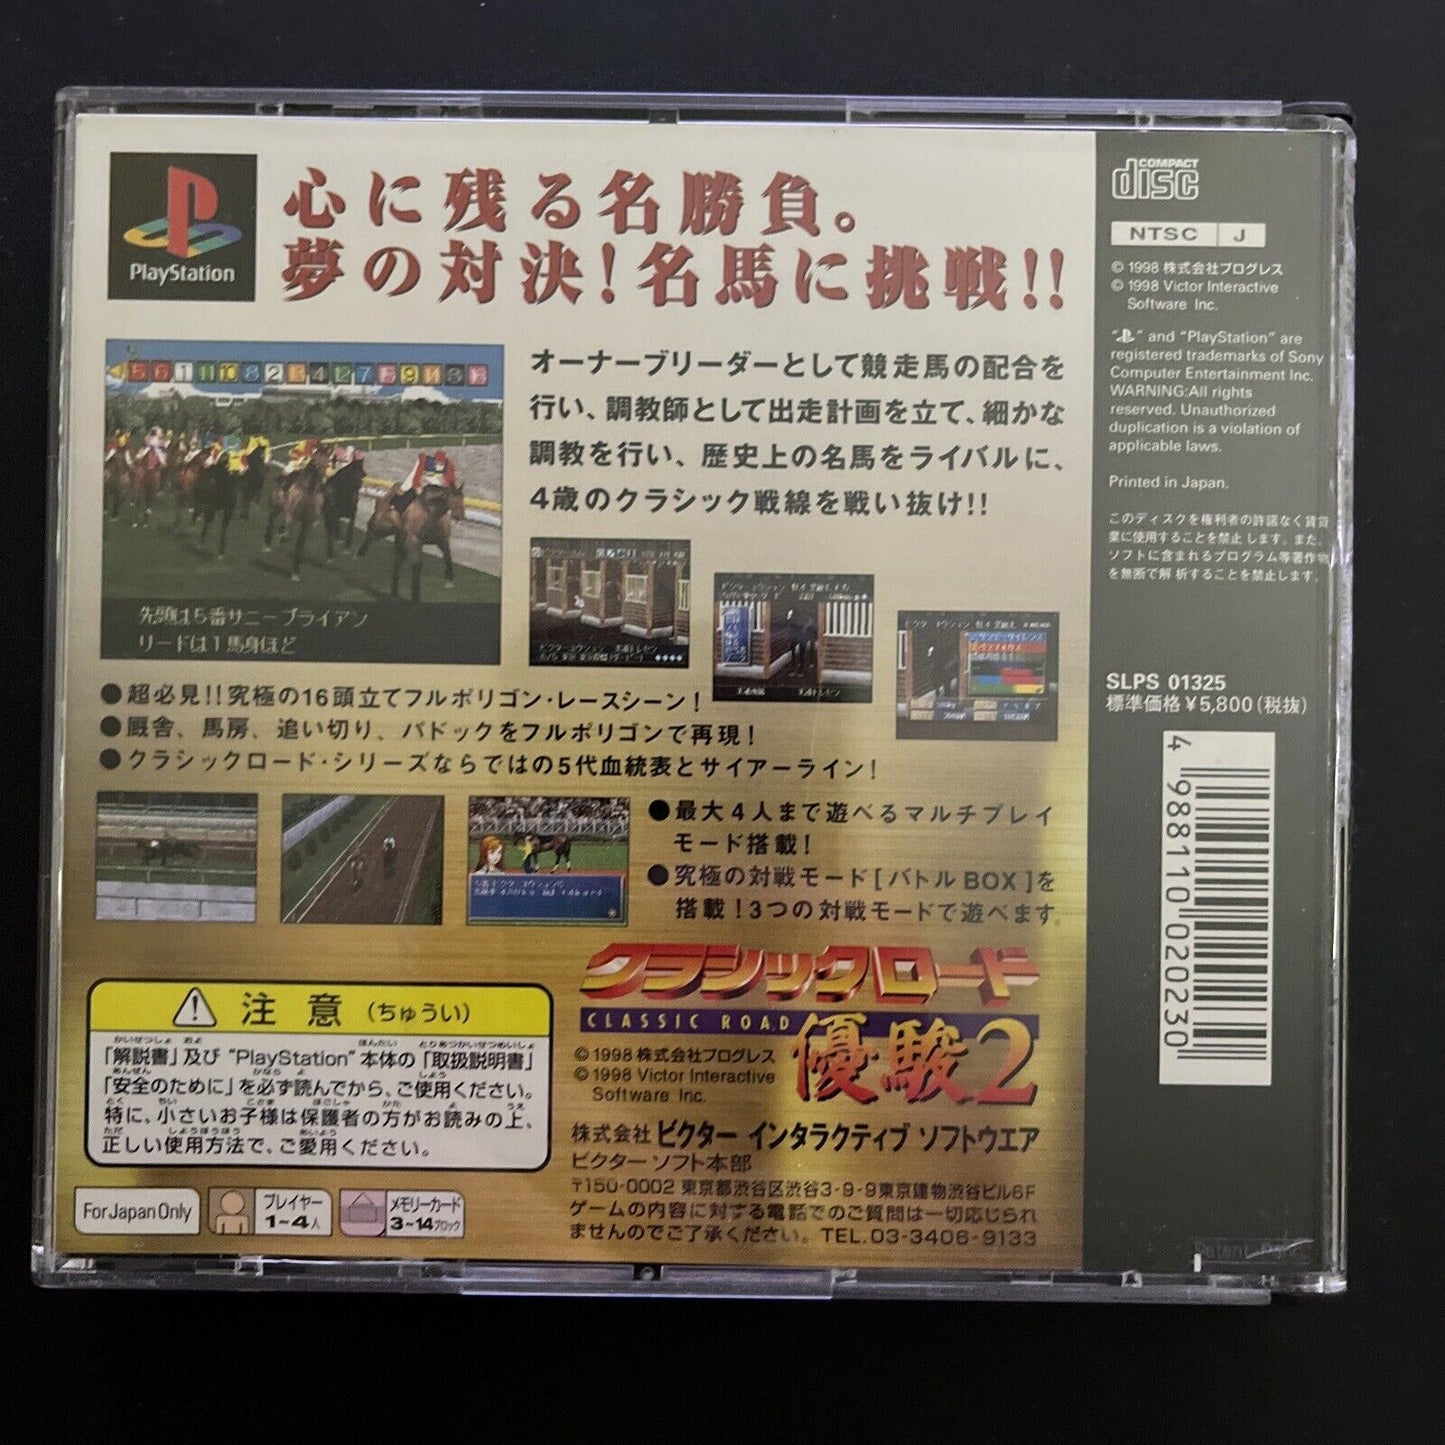 PlayStation
心に残る名勝負。
夢の対決!名馬に挑戦!!
オーナーブリーダーとして競走馬の配合を
行い、調教師として出走計画を立て、細かな
調教を行い、歴史上の名馬をライバルに、
4歳のクラシック戦線を戦い抜け!!
先頭は5番サニーブライアン
リードは1馬身ほど
●超必見!!究極の16頭立てフルポリゴン・レースシーン!
●厩舎、馬房、追い切り、パドックをフルポリゴンで再現!
●クラシックロード・シリーズならではの5代血統表とサイアーライン!
●最大4人まで遊べるマルチプレイ
モード搭載!
●究極の対戦モード[バトルBOX]を
搭載!3つの対戦モードで遊べます。
クラシックロード
CLASSIC ROAD
優駿2
©1998 株式会社プログレス
©1998 Victor Interactive
Software Inc.
株式会社 ビクター インタラクティブ ソフトウエア
ビクター ソフト本部
〒150-0002 東京都渋谷区渋谷3-9-9東京建物渋谷ビル6F
ゲームの内容に対する電話でのご質問は一切応じられ
ませんのでご了承ください。 TEL.03-3406-9133
注意(ちゅうい)
「解説書」及び"PlayStation"本体の「取扱説明書」
「安全のために」を必ず読んでから、ご使用ください。
特に、小さいお子様は保護者の方がお読みの上、
正しい使用方法で、ご愛用ください。
For Japan Only
プレイヤー
1~4人
メモリーカード
3~14ブロック
COMPACT
disc
NTSC J
© 1998 株式会社プログレス
© 1998 Victor Interactive
Software Inc.
"PS" and "PlayStation" are
registered trademarks of Sony
Computer Entertainment Inc.
WARNING:All rights
reserved. Unauthorized
duplication is a violation of
applicable laws.
Printed in Japan.
このディスクを権利者の許諾なく賃貸
業に使用することを禁止します。また、
ソフトに含まれるプログラム等著作物
を無断で解析することを禁止します。
SLPS 01325
標準価格¥5,800(税抜)
4 988110 020230